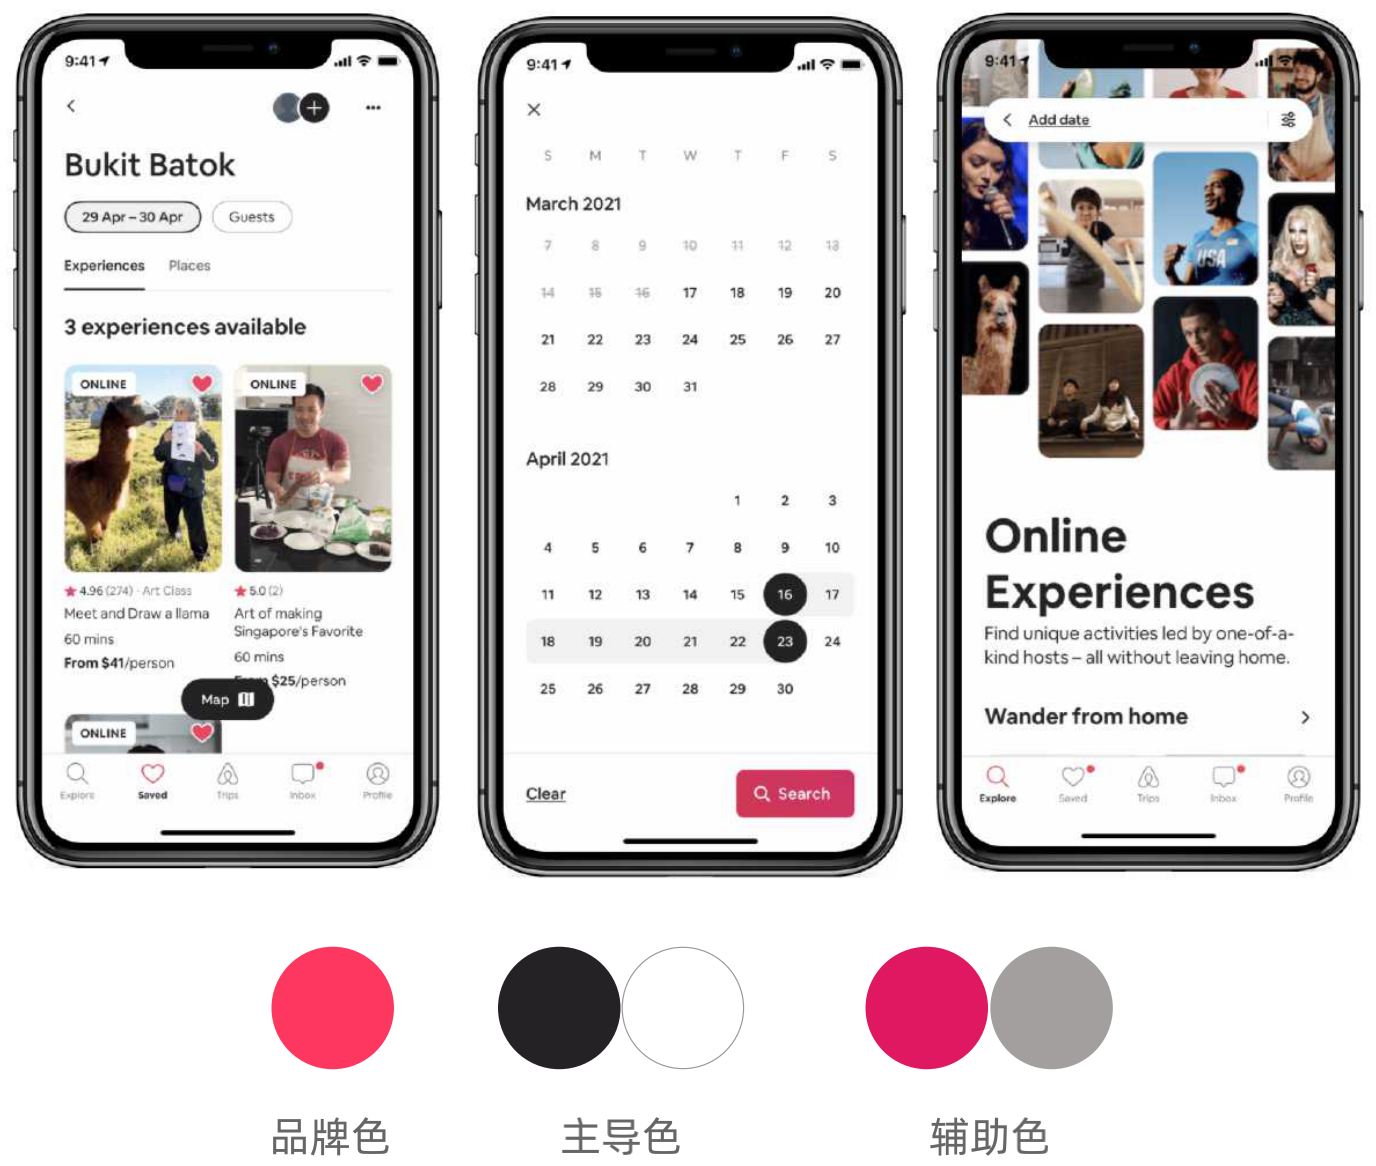 9:41
Bukit Batok
29 Apr – 30 Apr
Guests
Experiences
Places
3 experiences available
ONLINE
ONLINE
4.96 (274) · Art Class
Meet and Draw a llama
60 mins
From $41/person
5.0 (2)
Art of making
Singapore's Favorite
60 mins
From $25/person
Map
ONLINE
Explore
Saved
Trips
Inbox
Profile
9:41
S M T W T F S
March 2021
7 8 9 10 11 12 13
14 15 16 17 18 19 20
21 22 23 24 25 26 27
28 29 30 31
April 2021
1 2 3
4 5 6 7 8 9 10
11 12 13 14 15 16 17
18 19 20 21 22 23 24
25 26 27 28 29 30
Clear
Search
9:41
Add date
USA
Online
Experiences
Find unique activities led by one-of-a-
kind hosts – all without leaving home.
Wander from home
Explore
Saved
Trips
Inbox
Profile
品牌色
主导色
辅助色